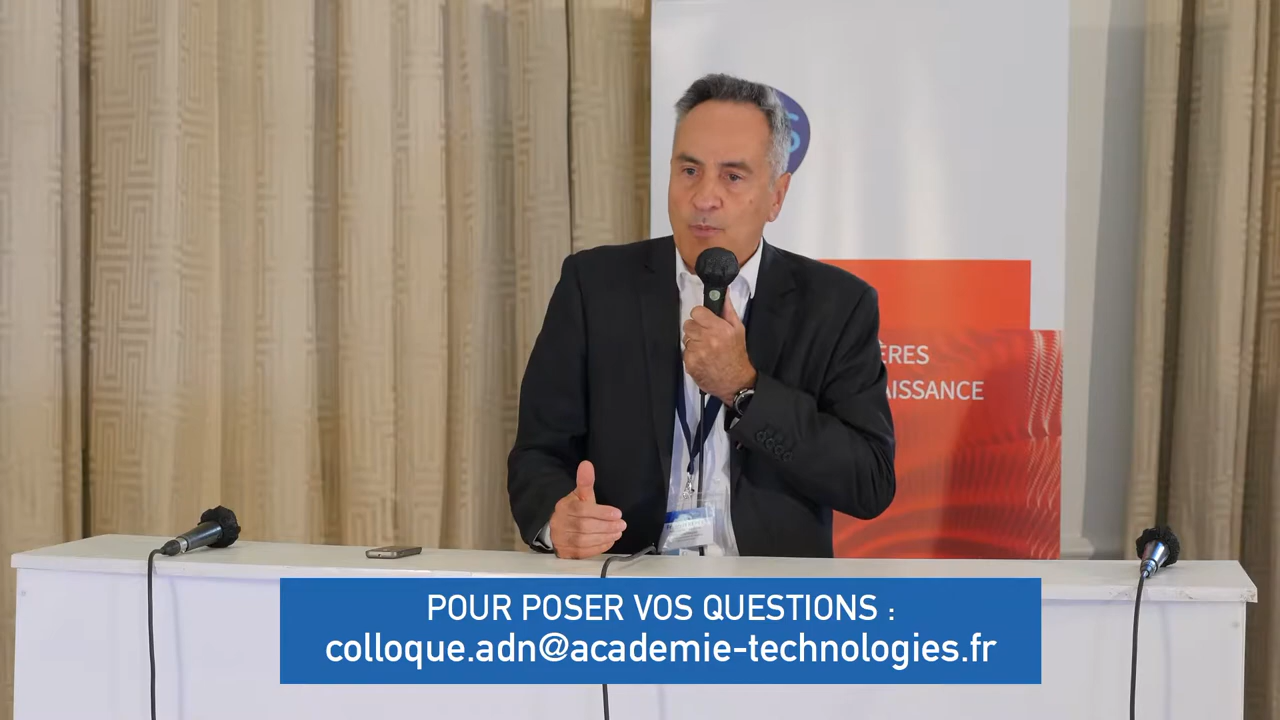 ÈRES
AISSANCE
POUR POSER VOS QUESTIONS :
colloque.adn@academie-technologies.fr